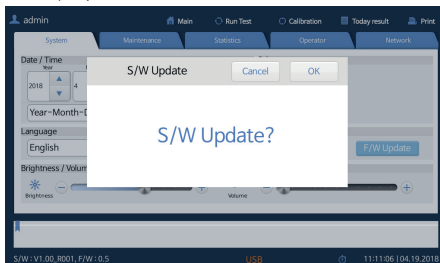 admin
Main
Run Test
Calibration
Today result
Print
System
Maintenance
Statistics
Operator
Network
Date / Time
Year
2018
4
Year-Month-D
S/W Update
Cancel
OK
S/W Update?
Language
English
F/W Update
Brightness / Volum
Brightness
Volume
S/W : V1.00_R001, F/W : 0.5
USB
11:11:06 | 04.19.2018